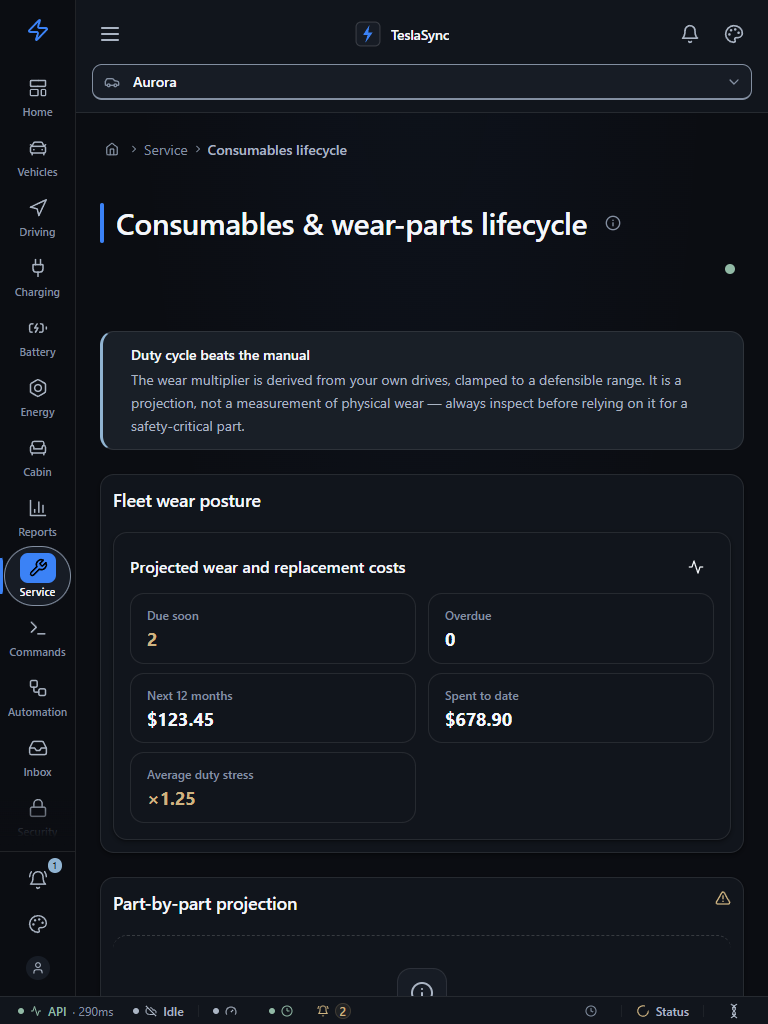 TeslaSync
Aurora
Home
Vehicles
Driving
Charging
Battery
Energy
Cabin
Reports
Service
Commands
Automation
Inbox
Security
1
Service
Consumables lifecycle
Consumables & wear-parts lifecycle
Duty cycle beats the manual
The wear multiplier is derived from your own drives, clamped to a defensible range. It is a
projection, not a measurement of physical wear — always inspect before relying on it for a
safety-critical part.
Fleet wear posture
Projected wear and replacement costs
Due soon
2
Overdue
0
Next 12 months
$123.45
Spent to date
$678.90
Average duty stress
×1.25
Part-by-part projection
API · 290ms
Idle
2
Status